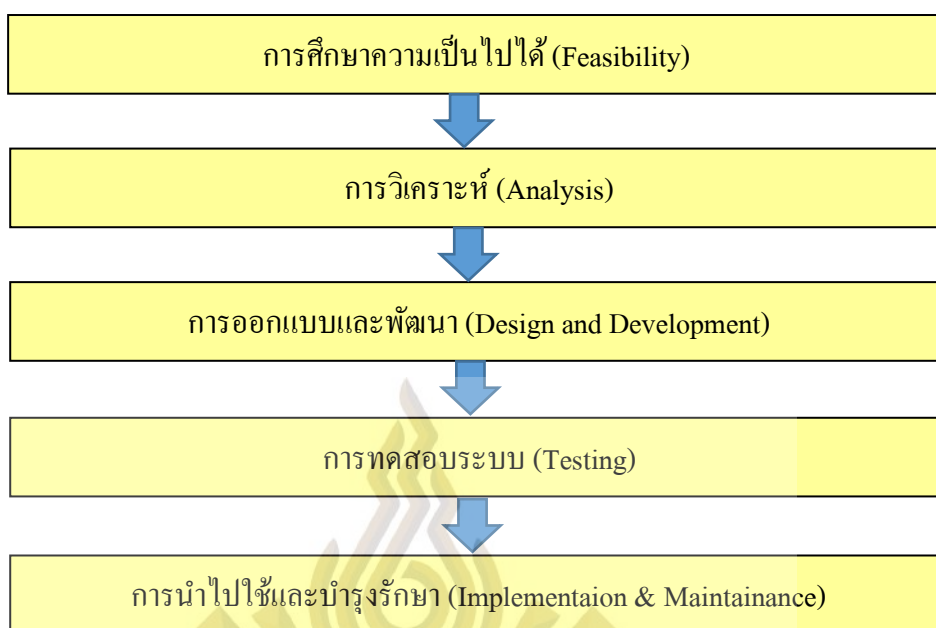 การศึกษาความเป็นไปได้ (Feasibility)
การวิเคราะห์ (Analysis)
การออกแบบและพัฒนา (Design and Development)
การทดสอบระบบ (Testing)
การนำไปใช้และบำรุงรักษา (Implementaion & Maintainance)